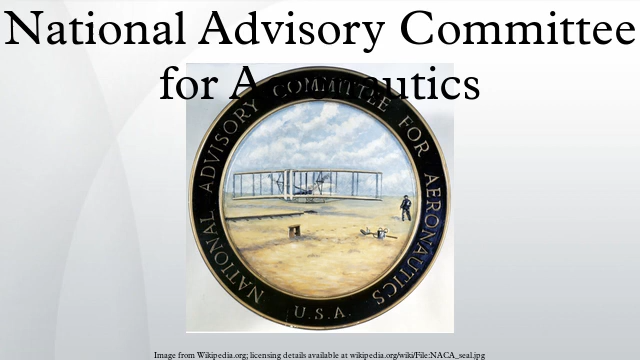 National Advisory Committee
for A utics
NATIONAL ADVISORY COMMITTEE FOR AERONAUTICS
U.S.A.
Image from Wikipedia.org; licensing details available at wikipedia.org/wiki/File:NACA_seal.jpg